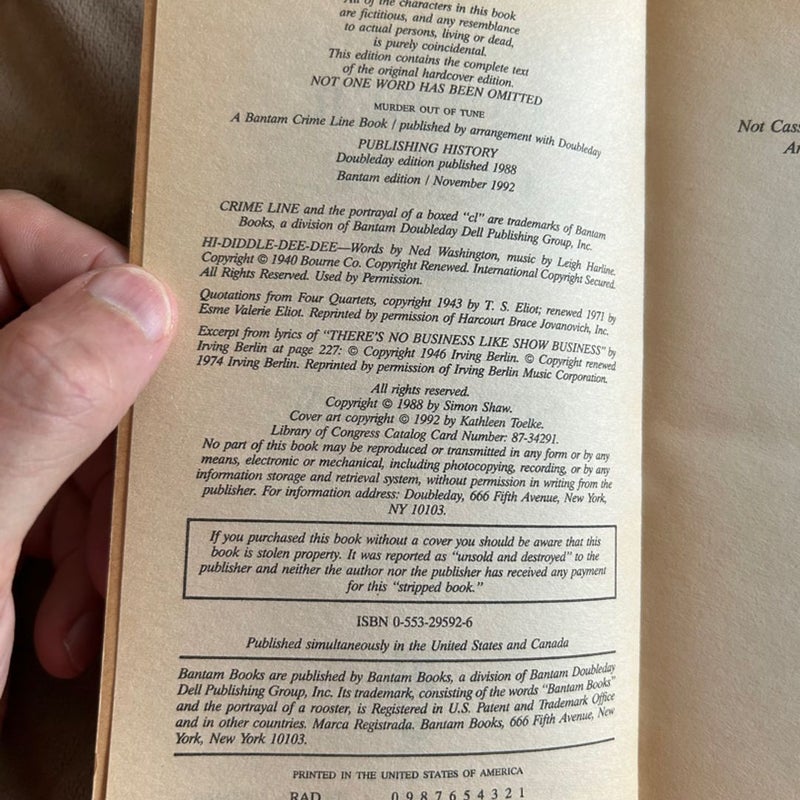 All of the characters in this book
are fictitious, and any resemblance
to actual persons, living or dead,
is purely coincidental.
This edition contains the complete text
of the original hardcover edition.
NOT ONE WORD HAS BEEN OMITTED
MURDER OUT OF TUNE
A Bantam Crime Line Book / published by arrangement with Doubleday
PUBLISHING HISTORY
Doubleday edition published 1988
Bantam edition / November 1992
CRIME LINE and the portrayal of a boxed "cl" are trademarks of Bantam
Books, a division of Bantam Doubleday Dell Publishing Group, Inc.
HI-DIDDLE-DEE-DEE—Words by Ned Washington, music by Leigh Harline.
Copyright © 1940 Bourne Co. Copyright Renewed. International Copyright Secured.
All Rights Reserved. Used by Permission.
Quotations from Four Quartets, copyright 1943 by T. S. Eliot; renewed 1971 by
Esme Valerie Eliot. Reprinted by permission of Harcourt Brace Jovanovich, Inc.
Excerpt from lyrics of "THERE'S NO BUSINESS LIKE SHOW BUSINESS" by
Irving Berlin at page 227: © Copyright 1946 Irving Berlin. © Copyright renewed
1974 Irving Berlin. Reprinted by permission of Irving Berlin Music Corporation.
All rights reserved.
Copyright © 1988 by Simon Shaw.
Cover art copyright © 1992 by Kathleen Toelke.
Library of Congress Catalog Card Number: 87-34291.
No part of this book may be reproduced or transmitted in any form or by any
means, electronic or mechanical, including photocopying, recording, or by any
information storage and retrieval system, without permission in writing from the
publisher. For information address: Doubleday, 666 Fifth Avenue, New York,
NY 10103.
If you purchased this book without a cover you should be aware that this
book is stolen property. It was reported as "unsold and destroyed" to the
publisher and neither the author nor the publisher has received any payment
for this "stripped book."
ISBN 0-553-29592-6
Published simultaneously in the United States and Canada
Bantam Books are published by Bantam Books, a division of Bantam Doubleday
Dell Publishing Group, Inc. Its trademark, consisting of the words "Bantam Books"
and the portrayal of a rooster, is Registered in U.S. Patent and Trademark Office
and in other countries. Marca Registrada. Bantam Books, 666 Fifth Avenue, New
York, New York 10103.
PRINTED IN THE UNITED STATES OF AMERICA
RAD 0 9 8 7 6 5 4 3 2 1
Not Cass